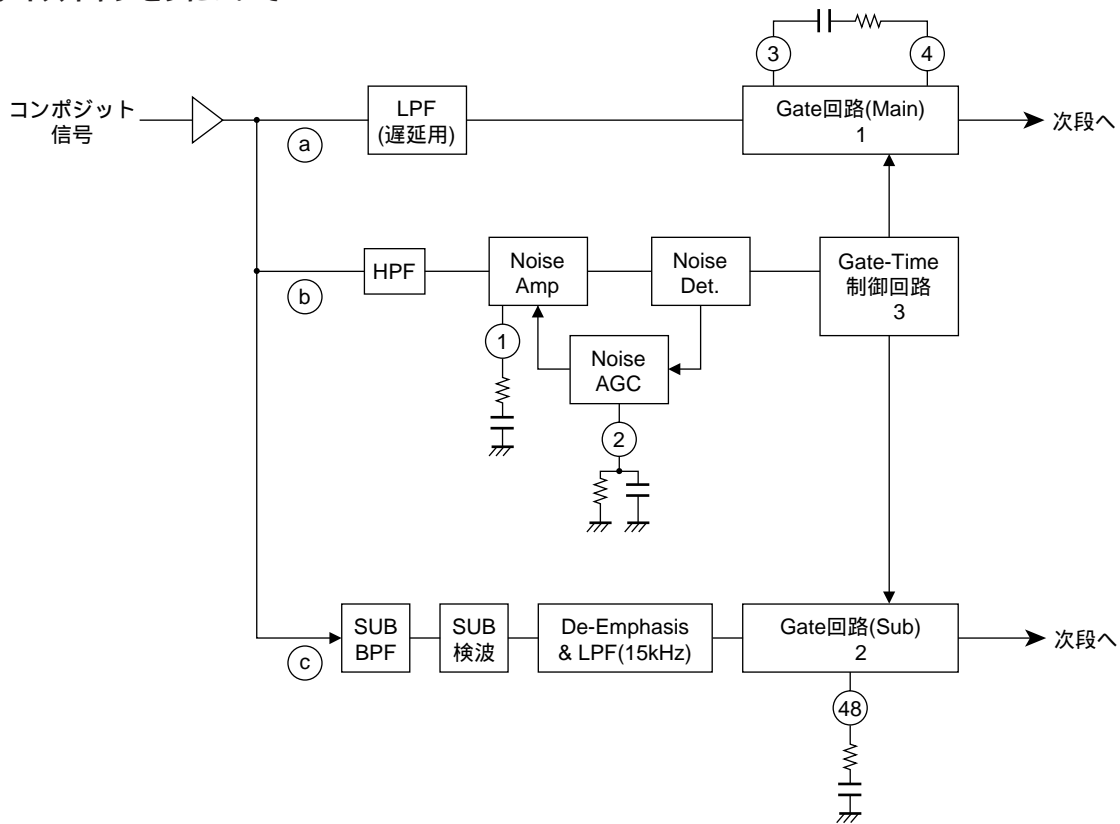 3
4
コンポジット
信号
a
LPF
(遅延用)
Gate回路(Main)
1
次段へ
b
HPF
Noise
Amp
Noise
Det.
Gate-Time
制御回路
3
1
Noise
AGC
2
c
SUB
BPF
SUB
検波
De-Emphasis
& LPF(15kHz)
Gate回路(Sub)
2
次段へ
48